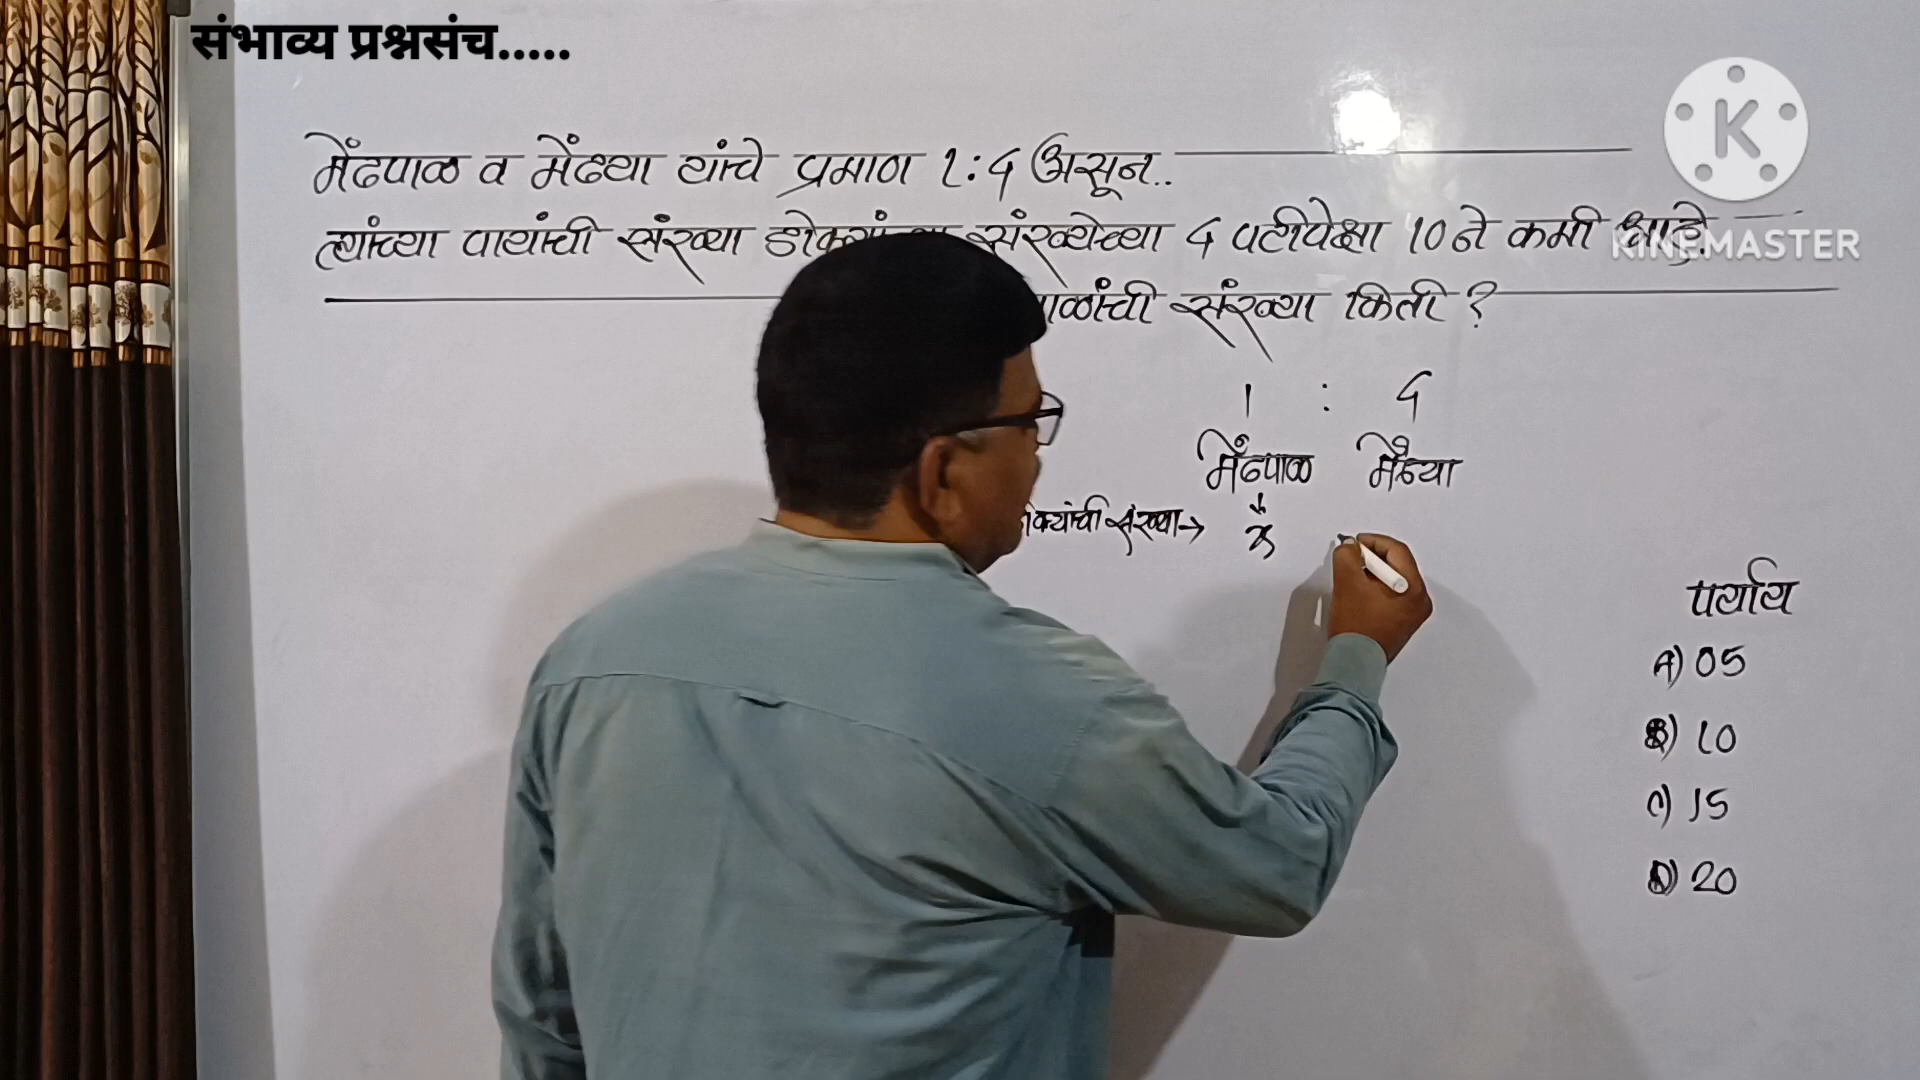 संभाव्य प्रश्नसंच.....
मेंढपाळ व मेंढ्या यांचे प्रमाण 1:4 असून..
त्यांच्या पायांची संख्या संख्येच्या 4 पटीपेक्षा 10 ने कमी आहे.
संख्या किती ?
1 : 4
मेंढपाळ मेंढ्या
संख्या→ x
पर्याय
A) 05
B) 10
C) 15
D) 20
K
KINEMASTER